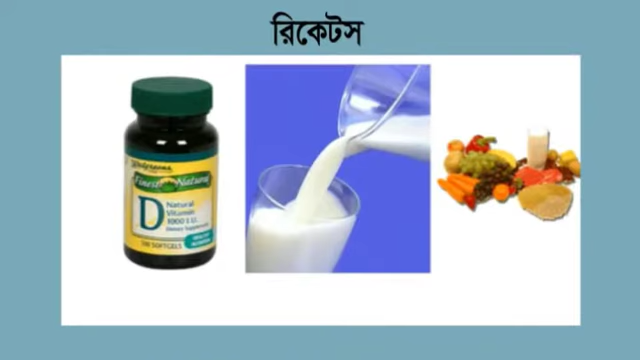 রিকেটস
Walgreens
Finest Natural
D
Natural
Vitamin
1000 I.U.
Dietary Supplement
100 SOFTGELS